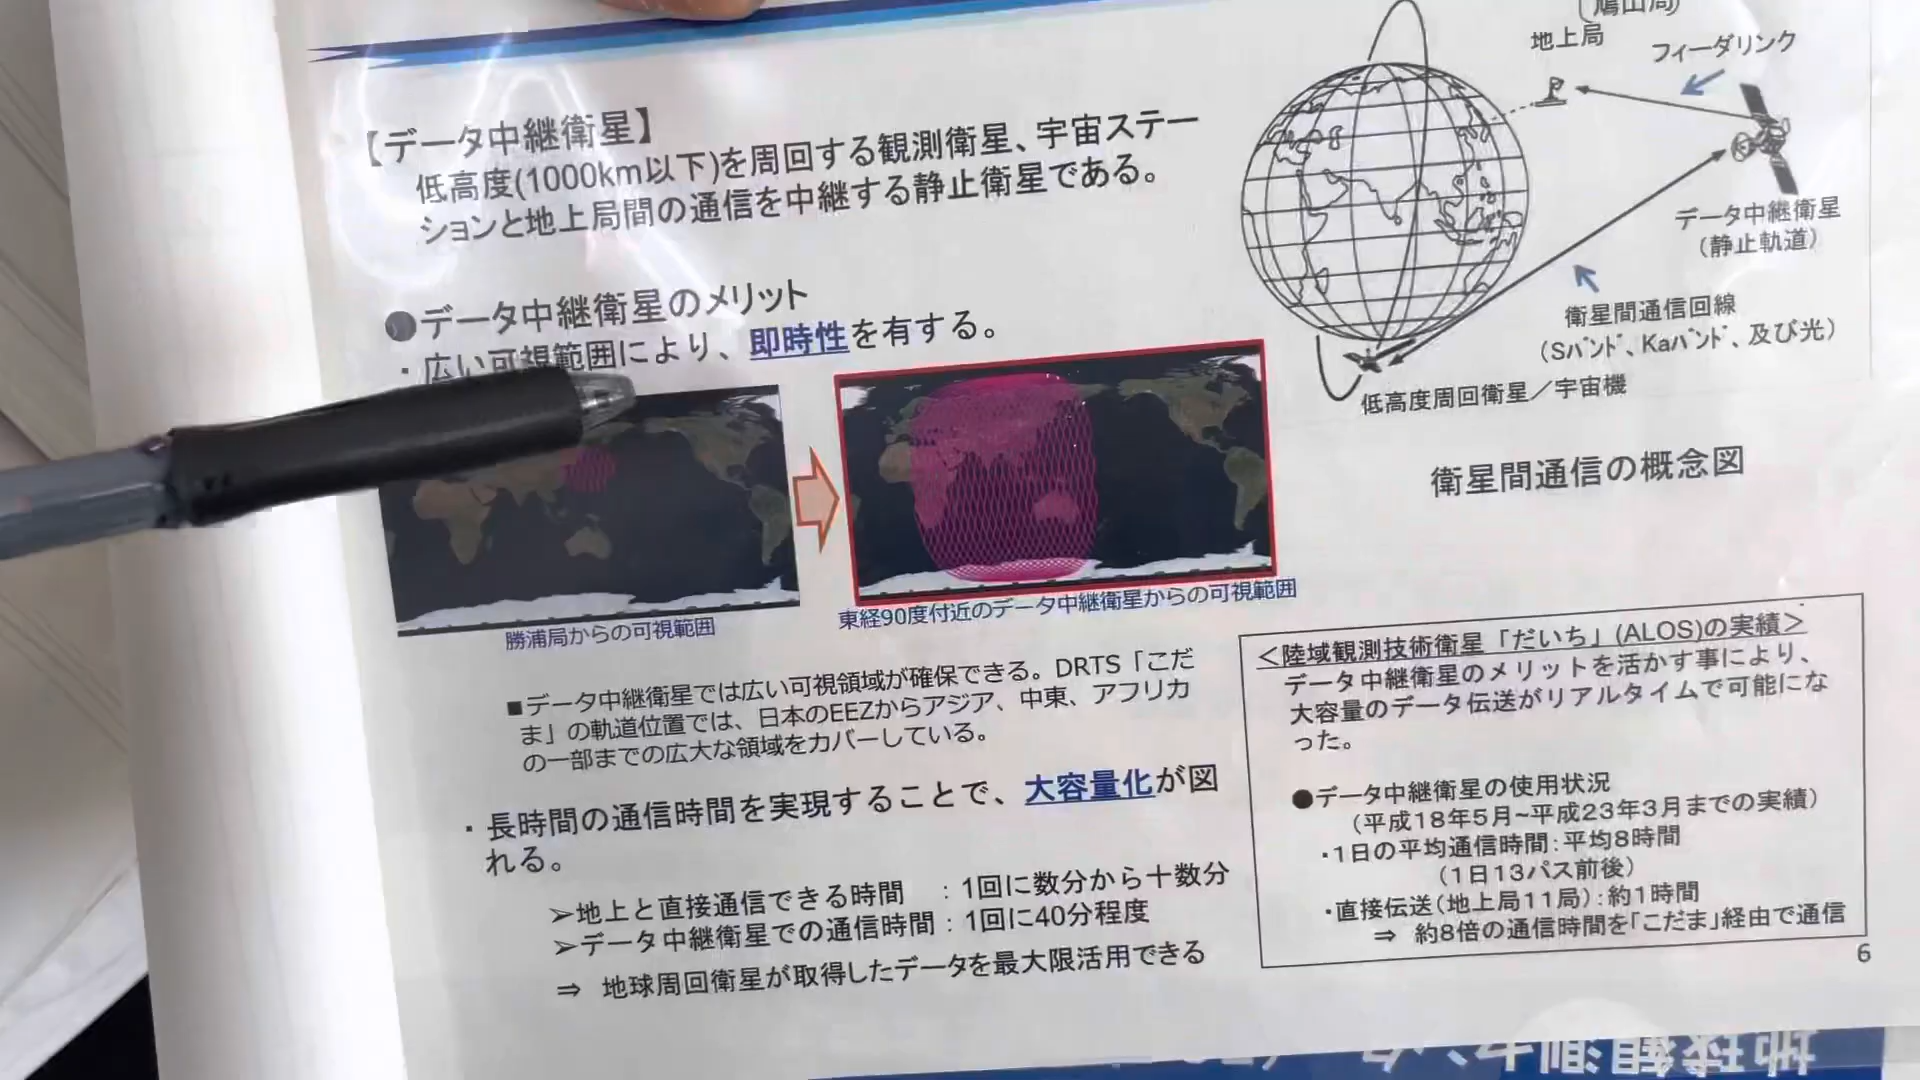 【データ中継衛星】
低高度(1000km以下)を周回する観測衛星、宇宙ステー
ションと地上局間の通信を中継する静止衛星である。
●データ中継衛星のメリット
・広い可視範囲により、即時性を有する。
勝浦局からの可視範囲
東経90度付近のデータ中継衛星からの可視範囲
■データ中継衛星では広い可視領域が確保できる。DRTS「こだ
ま」の軌道位置では、日本のEEZからアジア、中東、アフリカ
の一部までの広大な領域をカバーしている。
・長時間の通信時間を実現することで、大容量化が図
れる。
➢地上と直接通信できる時間 :1回に数分から十数分
➢データ中継衛星での通信時間:1回に40分程度
⇒ 地球周回衛星が取得したデータを最大限活用できる
(鳩山局)
地上局
フィーダリンク
データ中継衛星
(静止軌道)
衛星間通信回線
(Sバンド、Kaバンド、及び光)
低高度周回衛星/宇宙機
衛星間通信の概念図
<陸域観測技術衛星「だいち」(ALOS)の実績>
データ中継衛星のメリットを活かす事により、
大容量のデータ伝送がリアルタイムで可能にな
った。
●データ中継衛星の使用状況
(平成18年5月~平成23年3月までの実績)
・1日の平均通信時間:平均8時間
(1日13パス前後)
・直接伝送(地上局11局):約1時間
⇒ 約8倍の通信時間を「こだま」経由で通信
6
地球観測